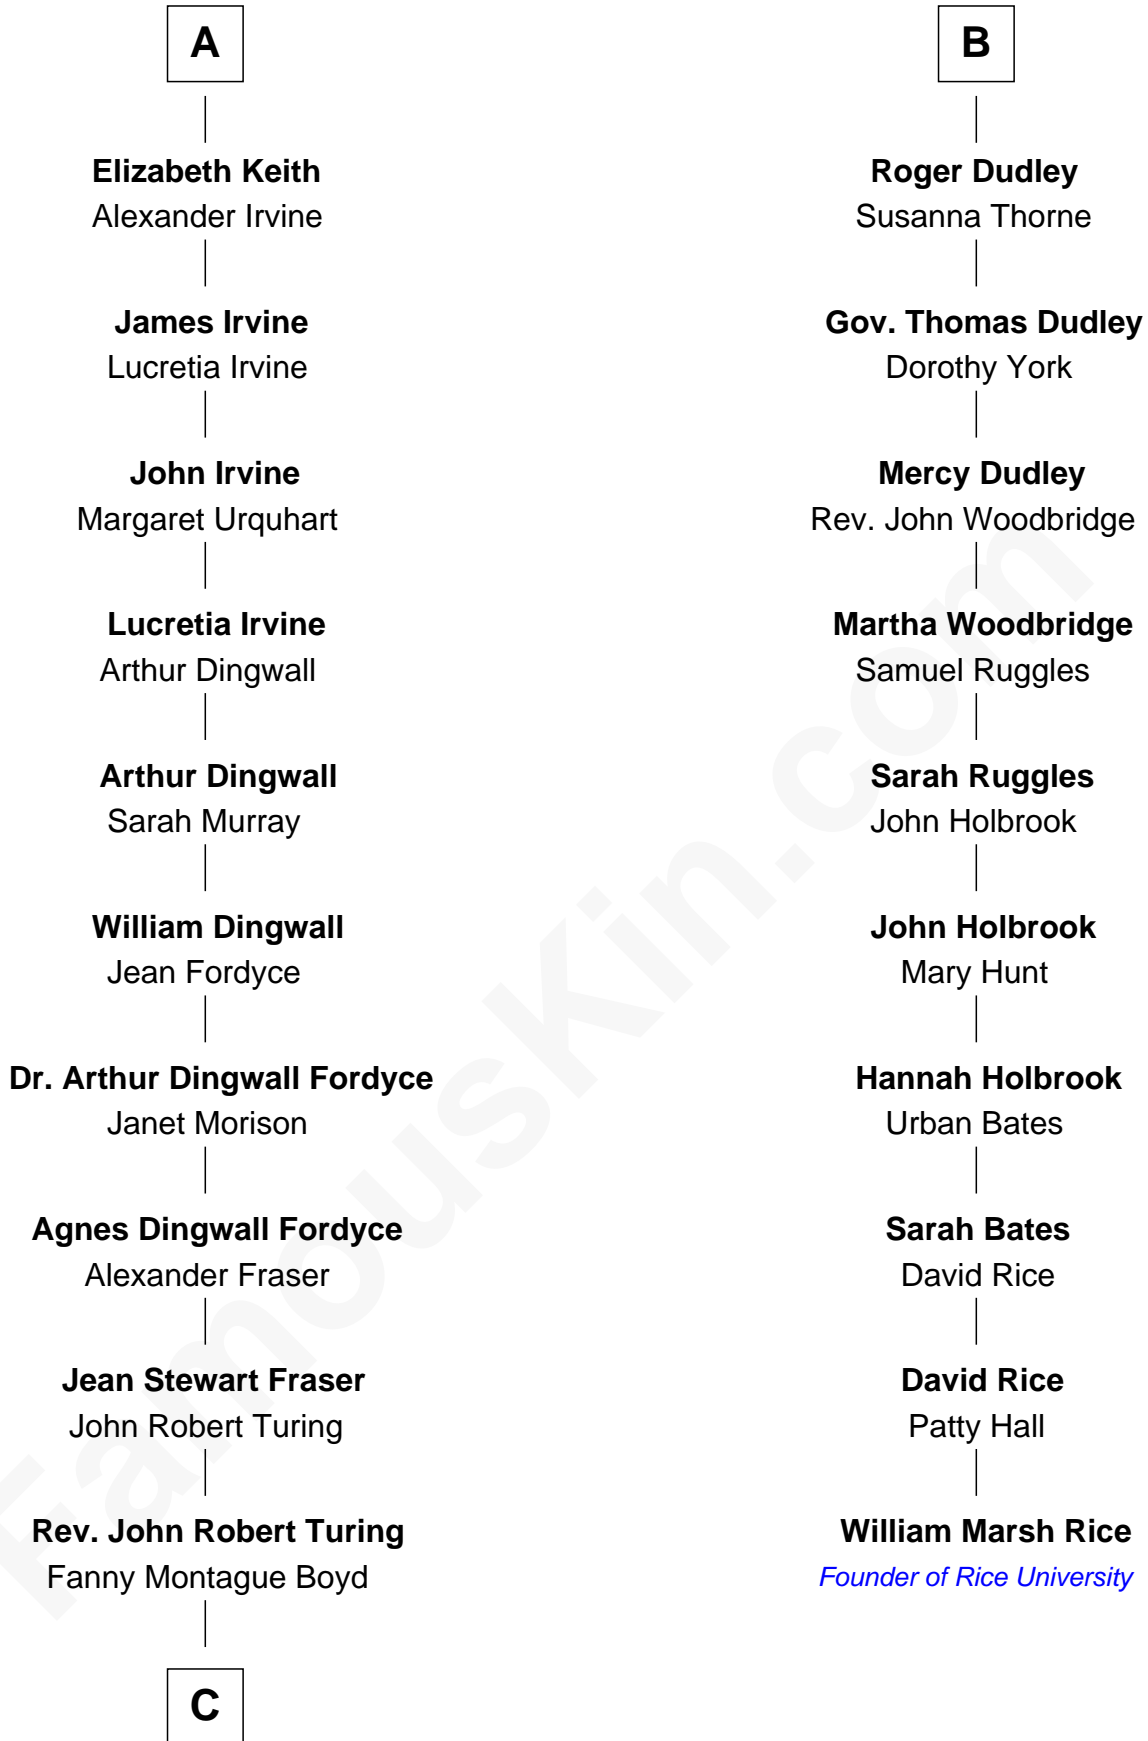 A
Elizabeth Keith
Alexander Irvine
James Irvine
Lucretia Irvine
John Irvine
Margaret Urquhart
Lucretia Irvine
Arthur Dingwall
Arthur Dingwall
Sarah Murray
William Dingwall
Jean Fordyce
Dr. Arthur Dingwall Fordyce
Janet Morison
Agnes Dingwall Fordyce
Alexander Fraser
Jean Stewart Fraser
John Robert Turing
Rev. John Robert Turing
Fanny Montague Boyd
C
B
Roger Dudley
Susanna Thorne
Gov. Thomas Dudley
Dorothy York
Mercy Dudley
Rev. John Woodbridge
Martha Woodbridge
Samuel Ruggles
Sarah Ruggles
John Holbrook
John Holbrook
Mary Hunt
Hannah Holbrook
Urban Bates
Sarah Bates
David Rice
David Rice
Patty Hall
William Marsh Rice
Founder of Rice University
FamousKin.com